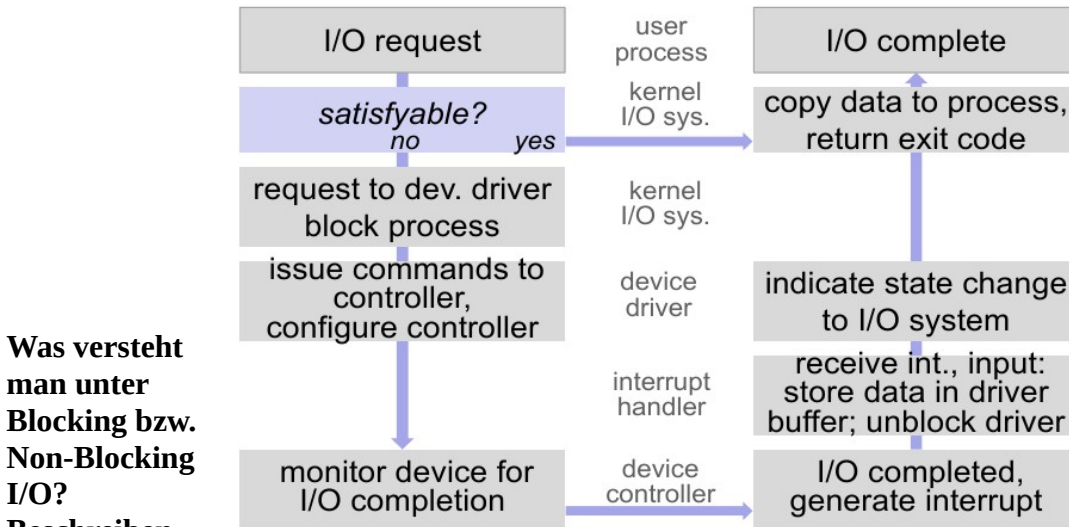 I/O request
satisfyable?
no yes
request to dev. driver
block process
issue commands to
controller,
configure controller
monitor device for
I/O completion
user
process
kernel
I/O sys.
kernel
I/O sys.
device
driver
interrupt
handler
device
controller
I/O complete
copy data to process,
return exit code
indicate state change
to I/O system
receive int., input:
store data in driver
buffer; unblock driver
I/O completed,
generate interrupt
Was versteht
man unter
Blocking bzw.
Non-Blocking
I/O?